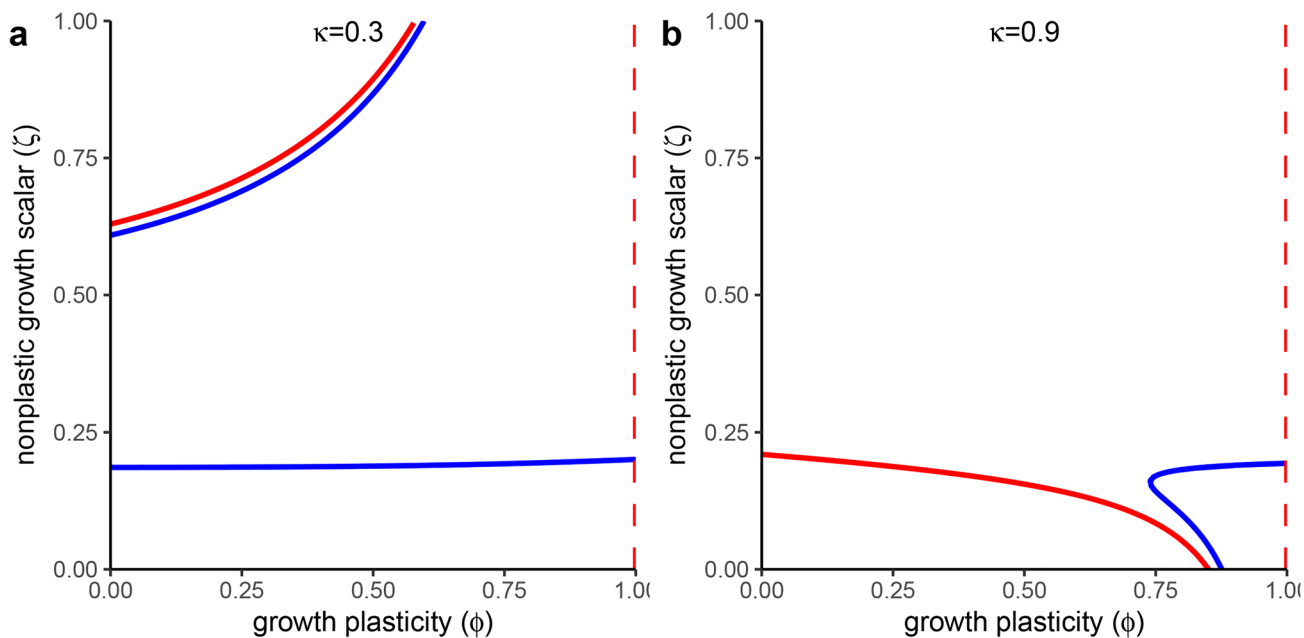 a
κ=0.3
nonplastic growth scalar (ζ)
1.00
0.75
0.50
0.25
0.00
0.00 0.25 0.50 0.75 1.00
growth plasticity (ϕ)
b
κ=0.9
nonplastic growth scalar (ζ)
1.00
0.75
0.50
0.25
0.00
0.00 0.25 0.50 0.75 1.00
growth plasticity (ϕ)